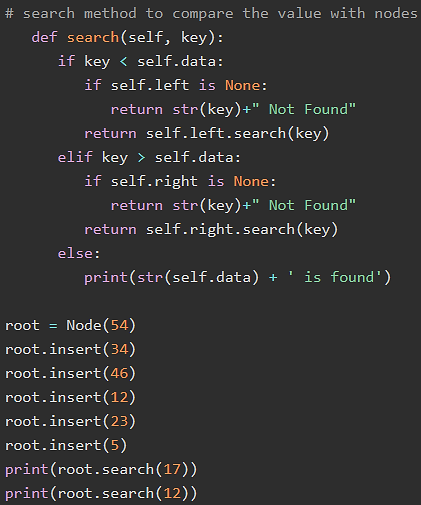 # search method to compare the value with nodes
   def search(self, key):
      if key < self.data:
         if self.left is None:
            return str(key)+" Not Found"
         return self.left.search(key)
      elif key > self.data:
         if self.right is None:
            return str(key)+" Not Found"
         return self.right.search(key)
      else:
         print(str(self.data) + ' is found')

root = Node(54)
root.insert(34)
root.insert(46)
root.insert(12)
root.insert(23)
root.insert(5)
print(root.search(17))
print(root.search(12))